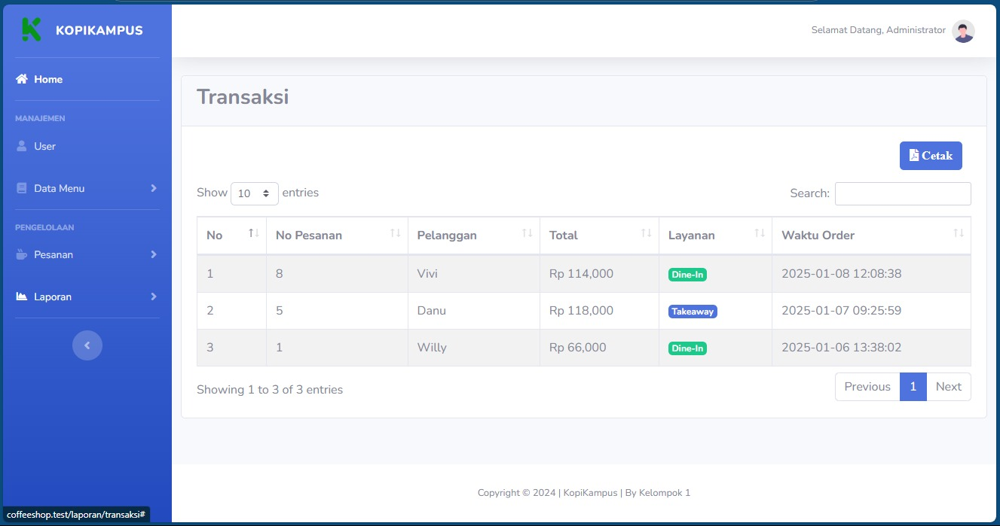 KOPIKAMPUS
Selamat Datang, Administrator
Home
MANAJEMEN
User
Data Menu
PENGELOLAAN
Pesanan
Laporan
Transaksi
Cetak
Show 10 entries
Search:
No No Pesanan Pelanggan Total Layanan Waktu Order
1 8 Vivi Rp 114,000 Dine-In 2025-01-08 12:08:38
2 5 Danu Rp 118,000 Takeaway 2025-01-07 09:25:59
3 1 Willy Rp 66,000 Dine-In 2025-01-06 13:38:02
Showing 1 to 3 of 3 entries
Previous 1 Next
Copyright © 2024 | KopiKampus | By Kelompok 1
coffeeshop.test/laporan/transaksi#